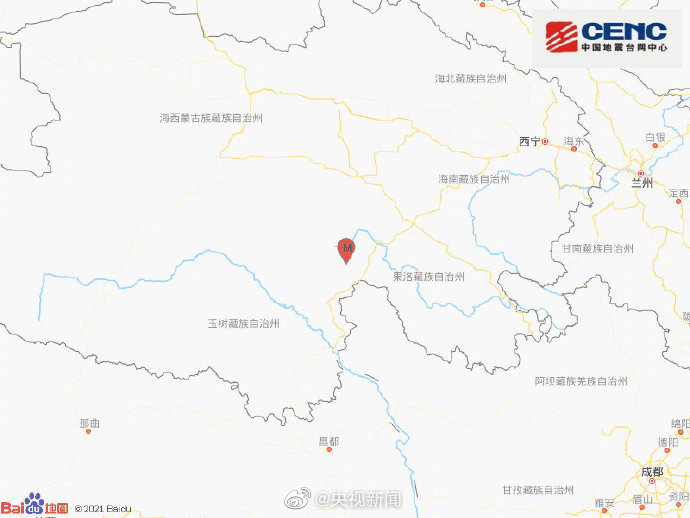 CENC
中国地震台网中心
海北藏族自治州
海西蒙古族藏族自治州
西宁
海东
白银
兰州
海南藏族自治州
定西
甘南藏族自治州
M
果洛藏族自治州
玉树藏族自治州
陇
阿坝藏族羌族自治州
那曲
昌都
绵阳
德阳
成都
甘孜藏族自治州
雅安
眉山
资阳
Bai du 地图
© 2021 Baidu
@央视新闻